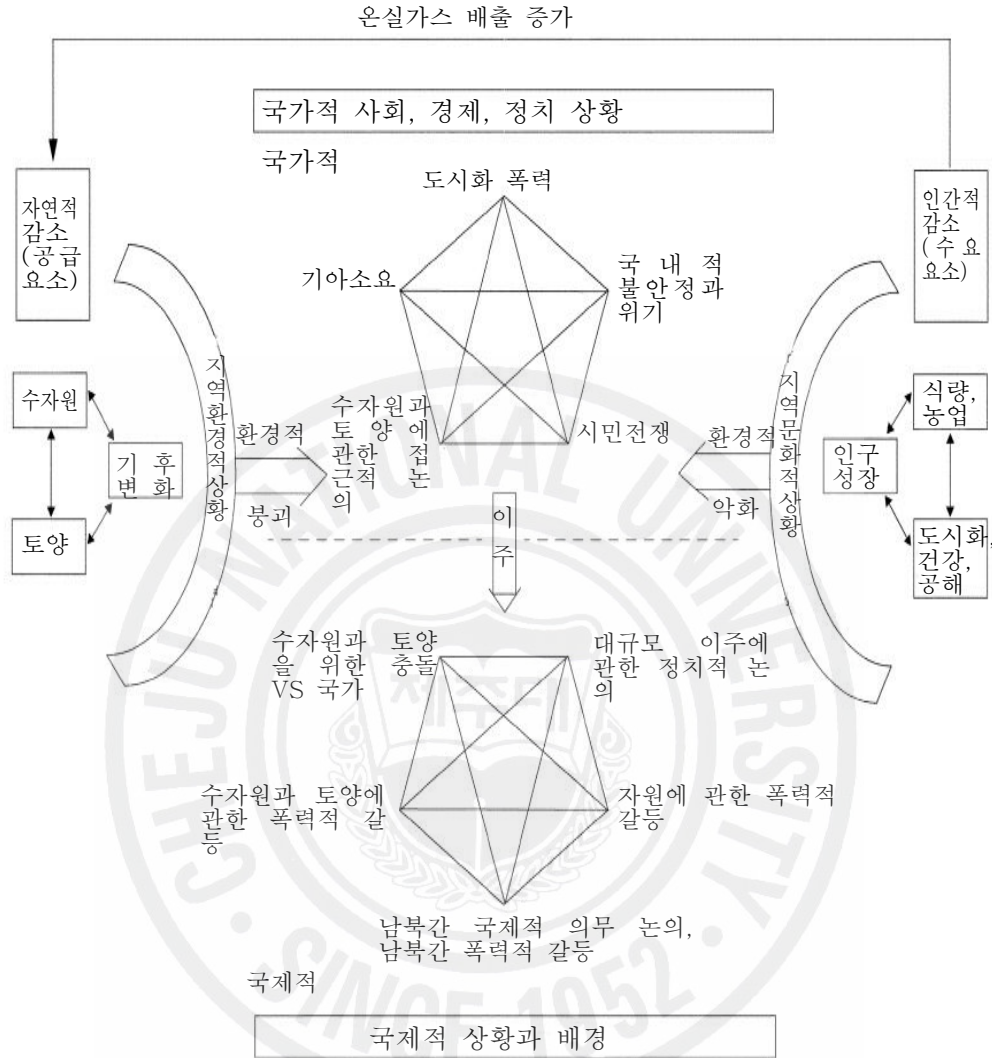 온실가스 배출 증가
국가적 사회, 경제, 정치 상황
국가적
도시화 폭력
자연적
감소
(공급
요소)
인간적
감소
(수요
요소)
기아소요
국 내 적
불안정과
위기
수자원
기 후
변 화
토양
지역환경적상황
환경적
붕괴
수자원과
토양에
관한 접
근적 논
의
시민전쟁
환경적
악화
지역문화적상황
식량,
농업
인구
성장
도시화,
건강,
공해
이
주
수자원과 토양
을 위한 충돌
VS 국가
대규모 이주에
관한 정치적 논
의
수자원과 토양에
관한 폭력적 갈
등
자원에 관한 폭력적
갈등
남북간 국제적 의무 논의,
남북간 폭력적 갈등
국제적
국제적 상황과 배경
CHEJU NATIONAL UNIVERSITY
SINCE 1952
제주대